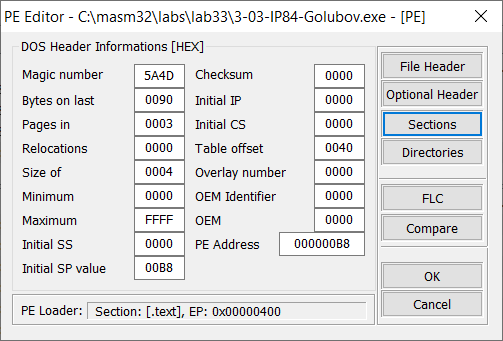 PE Editor - C:\masm32\labs\lab33\3-03-IP84-Golubov.exe - [PE]
DOS Header Informations [HEX]
Magic number 5A4D Checksum 0000
Bytes on last 0090 Initial IP 0000
Pages in 0003 Initial CS 0000
Relocations 0000 Table offset 0040
Size of 0004 Overlay number 0000
Minimum 0000 OEM Identifier 0000
Maximum FFFF OEM 0000
Initial SS 0000 PE Address 000000B8
Initial SP value 00B8
PE Loader: Section: [.text], EP: 0x00000400
File Header
Optional Header
Sections
Directories
FLC
Compare
OK
Cancel